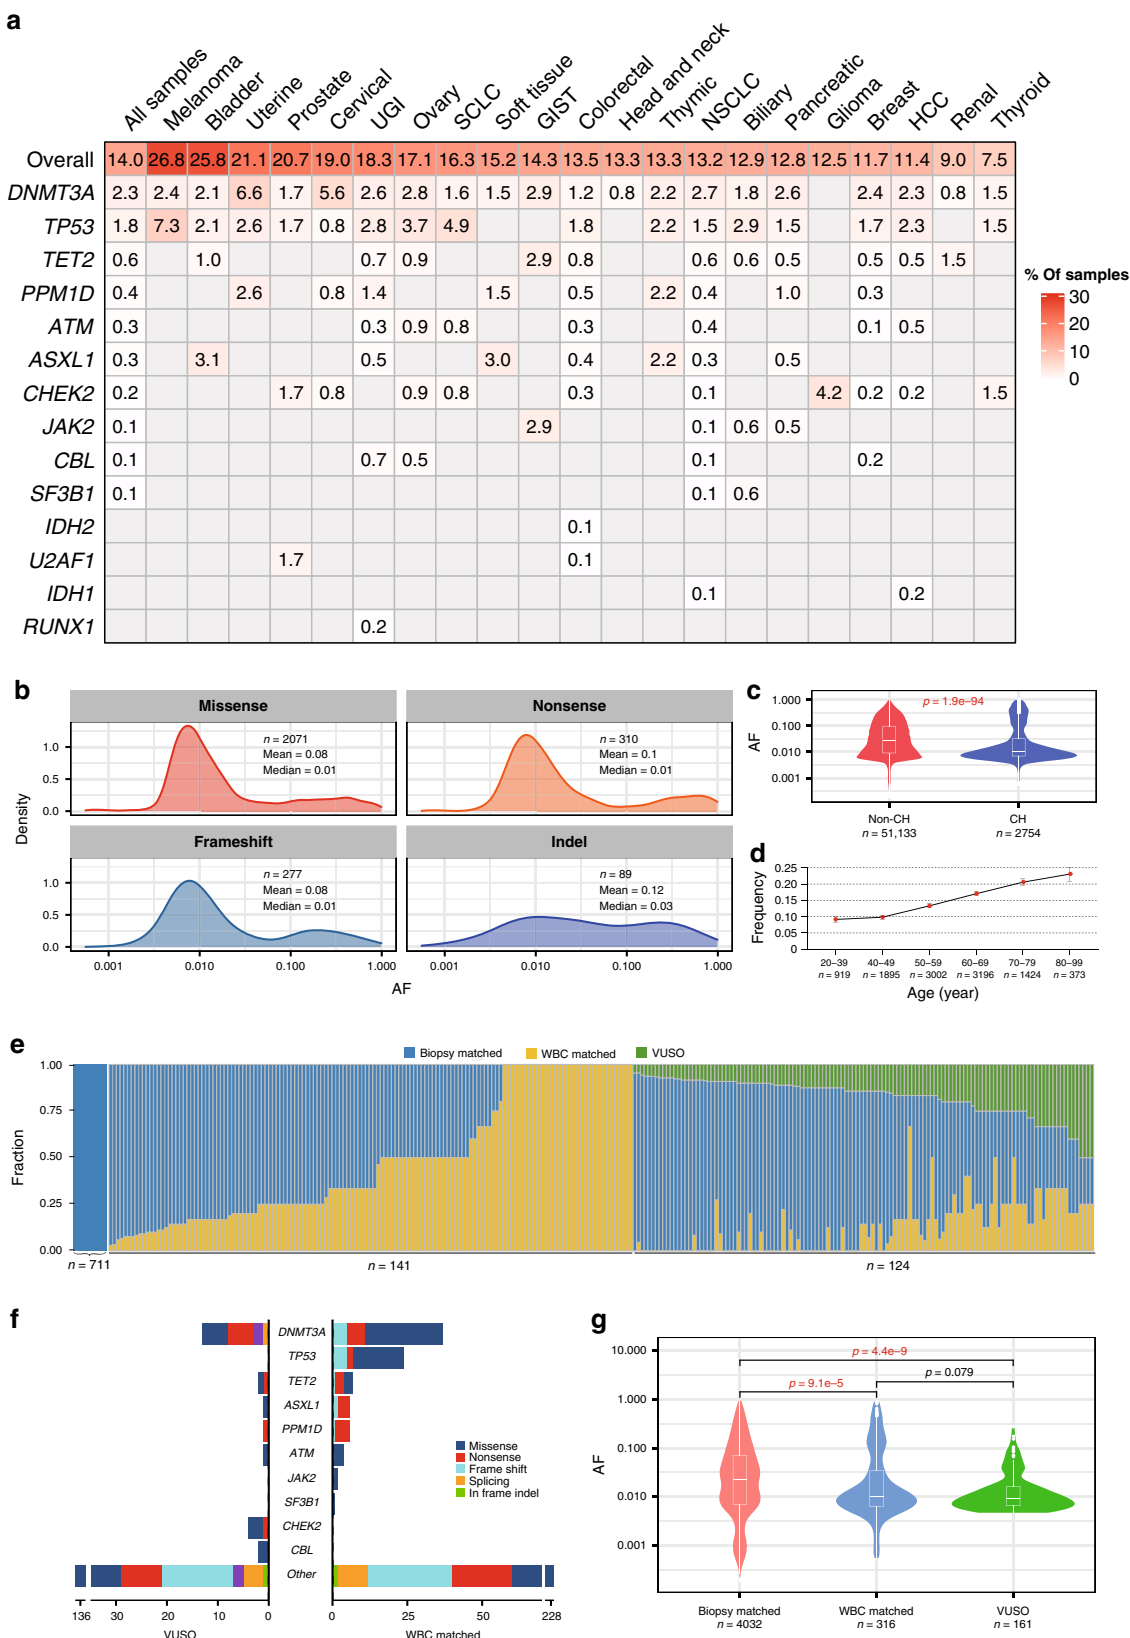 a
All samples
Melanoma
Bladder
Uterine
Prostate
Cervical
UGI
Ovary
SCLC
Soft tissue
GIST
Colorectal
Head and neck
Thymic
NSCLC
Biliary
Pancreatic
Glioma
Breast
HCC
Renal
Thyroid
Overall 14.0 26.8 25.8 21.1 20.7 19.0 18.3 17.1 16.3 15.2 14.3 13.5 13.3 13.3 13.2 12.9 12.8 12.5 11.7 11.4 9.0 7.5
DNMT3A 2.3 2.4 2.1 6.6 1.7 5.6 2.6 2.8 1.6 1.5 2.9 1.2 0.8 2.2 2.7 1.8 2.6 2.4 2.3 0.8 1.5
TP53 1.8 7.3 2.1 2.6 1.7 0.8 2.8 3.7 4.9 1.8 2.2 1.5 2.9 1.5 1.7 2.3 1.5
TET2 0.6 1.0 0.7 0.9 2.9 0.8 0.6 0.6 0.5 0.5 0.5 1.5
PPM1D 0.4 2.6 0.8 1.4 1.5 0.5 2.2 0.4 1.0 0.3
ATM 0.3 0.3 0.9 0.8 0.3 0.4 0.1 0.5
ASXL1 0.3 3.1 0.5 3.0 0.4 2.2 0.3 0.5
CHEK2 0.2 1.7 0.8 0.9 0.8 0.3 0.1 4.2 0.2 0.2 1.5
JAK2 0.1 2.9 0.1 0.6 0.5
CBL 0.1 0.7 0.5 0.1 0.2
SF3B1 0.1 0.1 0.6
IDH2 0.1
U2AF1 1.7 0.1
IDH1 0.1 0.2
RUNX1 0.2
% Of samples
30
20
10
0
b
Missense
n = 2071
Mean = 0.08
Median = 0.01
Nonsense
n = 310
Mean = 0.1
Median = 0.01
Frameshift
n = 277
Mean = 0.08
Median = 0.01
Indel
n = 89
Mean = 0.12
Median = 0.03
1.0
0.5
0.0
1.0
0.5
0.0
Density
0.001 0.010 0.100 1.000 0.001 0.010 0.100 1.000
AF
c
1.000
0.100
0.010
0.001
AF
p = 1.9e–94
Non-CH
n = 51,133
CH
n = 2754
d
0.25
0.20
0.15
0.10
0.05
0
Frequency
20–39 40–49 50–59 60–69 70–79 80–99
n = 919 n = 1895 n = 3002 n = 3196 n = 1424 n = 373
Age (year)
e
Biopsy matched WBC matched VUSO
1.00
0.75
0.50
0.25
0.00
Fraction
n = 711 n = 141 n = 124
f
DNMT3A
TP53
TET2
ASXL1
PPM1D
ATM
JAK2
SF3B1
CHEK2
CBL
Other
Missense
Nonsense
Frame shift
Splicing
In frame indel
136 30 20 10 0 0 25 50 228
VUSO WBC matched
g
10.000
1.000
0.100
0.010
0.001
AF
p = 4.4e–9
p = 9.1e–5
p = 0.079
Biopsy matched
n = 4032
WBC matched
n = 316
VUSO
n = 161